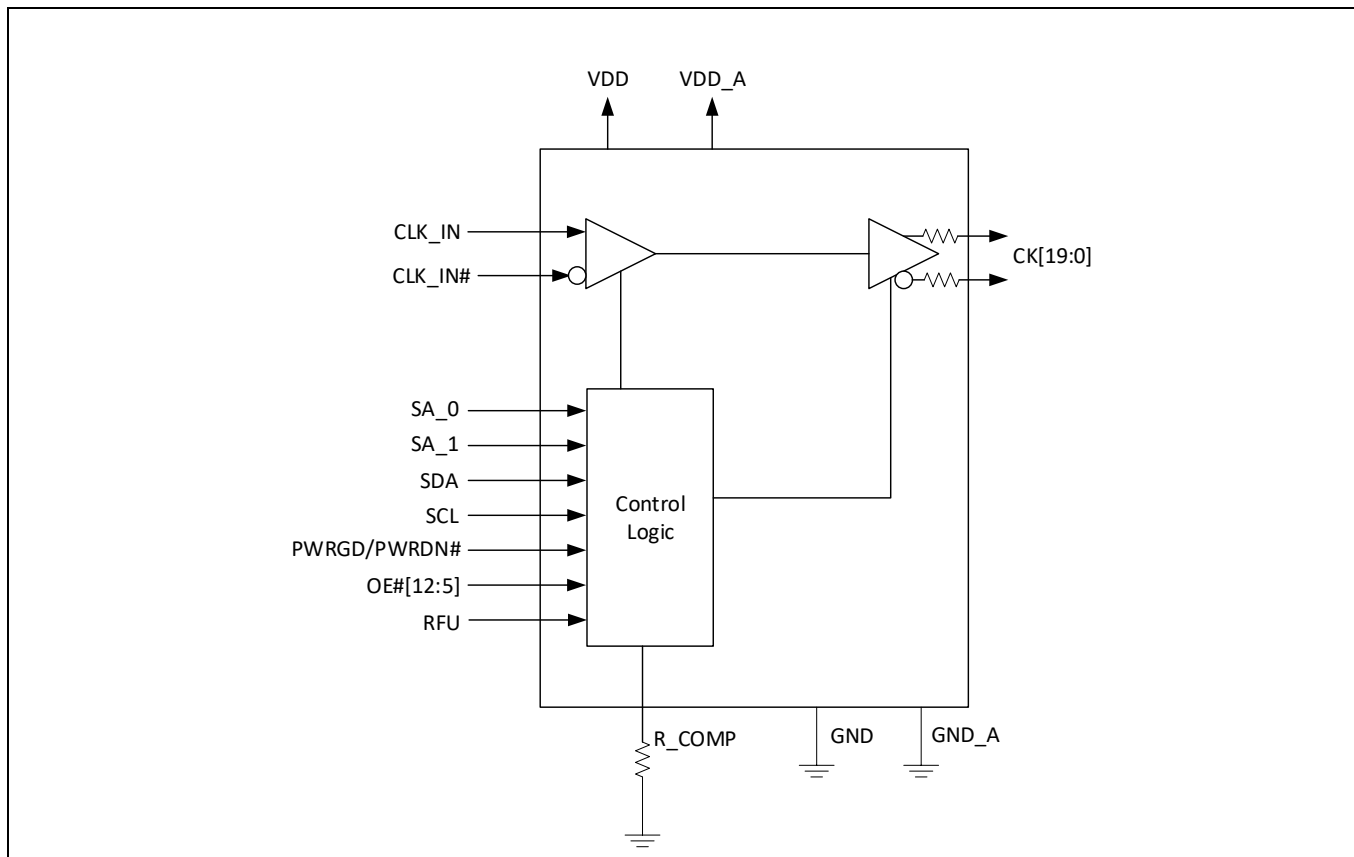 VDD
VDD_A
CLK_IN
CK[19:0]
CLK_IN#
SA_0
SA_1
SDA
Control
Logic
SCL
PWRGD/PWRDN#
OE#[12:5]
RFU
R_COMP
GND
GND_A